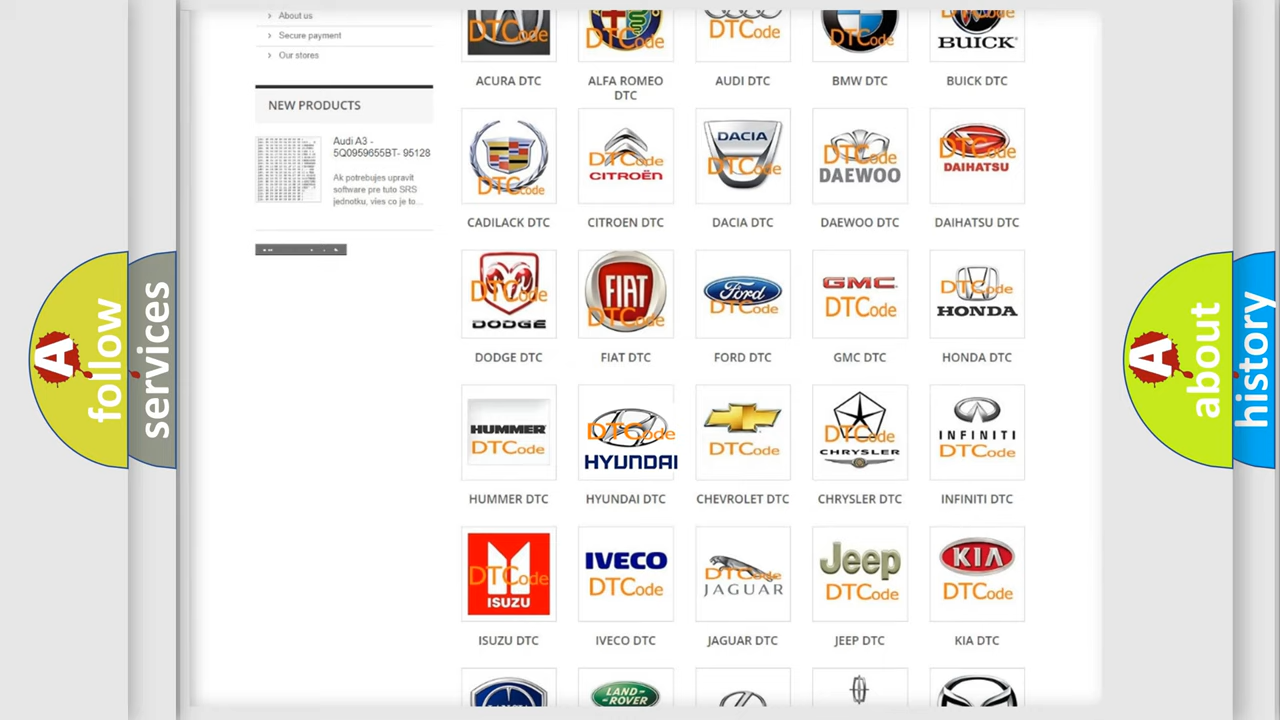 About us
Secure payment
Our stores
NEW PRODUCTS
Audi A3 -
5Q0959655BT- 95128
Ak potrebujes upravit
software pre tuto SRS
jednotku, vies co je to...
DTCode
DTCode
DTCode
DTCode
BUICK
ACURA DTC
ALFA ROMEO
DTC
AUDI DTC
BMW DTC
BUICK DTC
DTCode
DTCode
CITROËN
DACIA
DTCode
DTCode
DAEWOO
DTCode
DAIHATSU
CADILACK DTC
CITROEN DTC
DACIA DTC
DAEWOO DTC
DAIHATSU DTC
DTCode
DODGE
FIAT
DTCode
Ford
DTCode
GMC
DTCode
DTCode
HONDA
DODGE DTC
FIAT DTC
FORD DTC
GMC DTC
HONDA DTC
HUMMER
DTCode
DTCode
HYUNDAI
DTCode
DTCode
CHRYSLER
INFINITI
DTCode
HUMMER DTC
HYUNDAI DTC
CHEVROLET DTC
CHRYSLER DTC
INFINITI DTC
DTCode
ISUZU
IVECO
DTCode
DTCode
JAGUAR
Jeep
DTCode
KIA
DTCode
ISUZU DTC
IVECO DTC
JAGUAR DTC
JEEP DTC
KIA DTC
LAND-
ROVER
A
follow
services
A
about
history